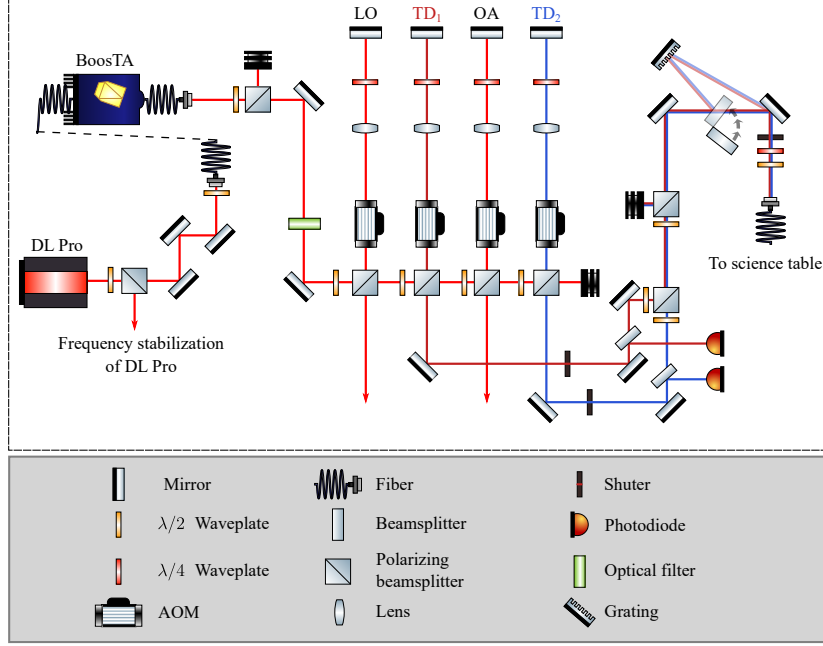 LO TD₁ OA TD₂
BoosTA
DL Pro
To science table
Frequency stabilization
of DL Pro
Mirror
Fiber
Shuter
λ/2 Waveplate
Beamsplitter
Photodiode
λ/4 Waveplate
Polarizing
beamsplitter
Optical filter
AOM
Lens
Grating